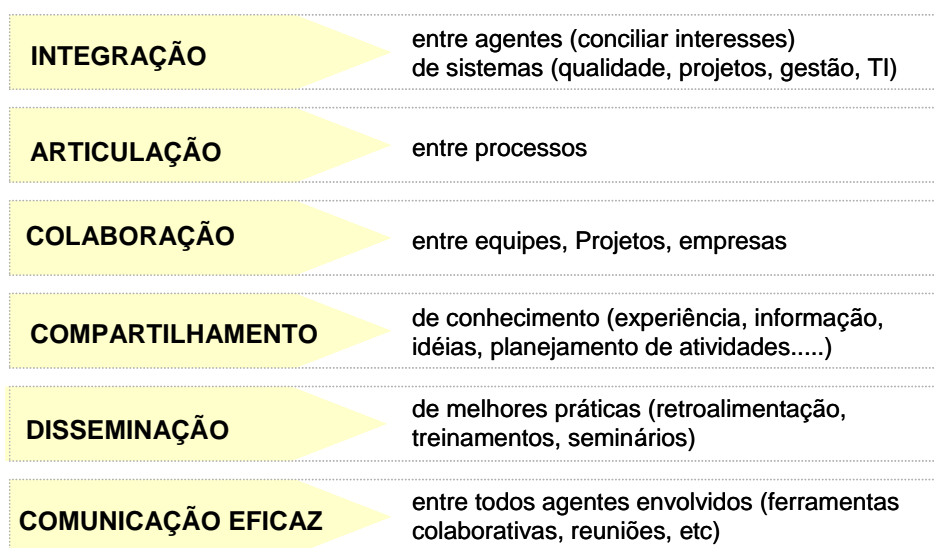 INTEGRAÇÃO
entre agentes (conciliar interesses)
de sistemas (qualidade, projetos, gestão, TI)
ARTICULAÇÃO
entre processos
COLABORAÇÃO
entre equipes, Projetos, empresas
COMPARTILHAMENTO
de conhecimento (experiência, informação,
idéias, planejamento de atividades.....)
DISSEMINAÇÃO
de melhores práticas (retroalimentação,
treinamentos, seminários)
COMUNICAÇÃO EFICAZ
entre todos agentes envolvidos (ferramentas
colaborativas, reuniões, etc)